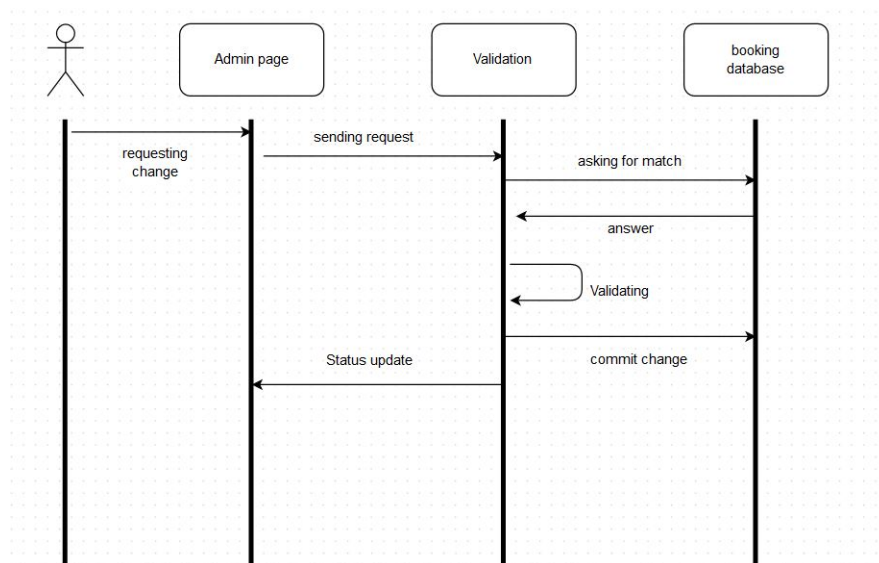 Admin page
Validation
booking
database
requesting
change
sending request
asking for match
answer
Validating
commit change
Status update